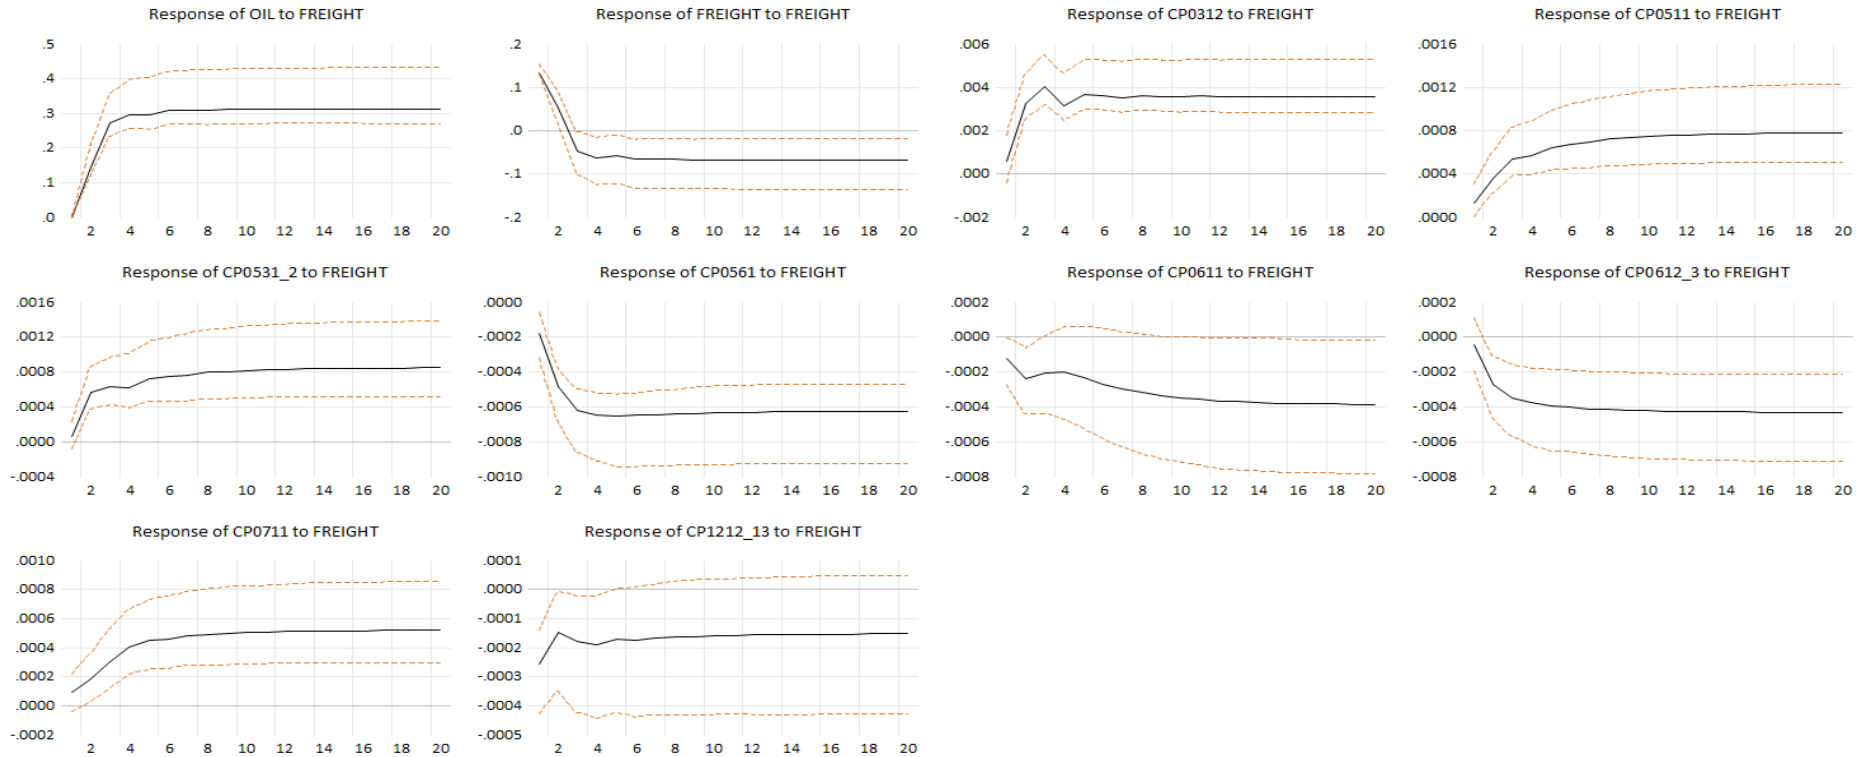 Response of OIL to FREIGHT
.5
.4
.3
.2
.1
.0
2 4 6 8 10 12 14 16 18 20
Response of FREIGHT to FREIGHT
.2
.1
.0
-.1
-.2
2 4 6 8 10 12 14 16 18 20
Response of CP0312 to FREIGHT
.006
.004
.002
.000
-.002
2 4 6 8 10 12 14 16 18 20
Response of CP0511 to FREIGHT
.0016
.0012
.0008
.0004
.0000
2 4 6 8 10 12 14 16 18 20
Response of CP0531_2 to FREIGHT
.0016
.0012
.0008
.0004
.0000
-.0004
2 4 6 8 10 12 14 16 18 20
Response of CP0561 to FREIGHT
.0000
-.0002
-.0004
-.0006
-.0008
-.0010
2 4 6 8 10 12 14 16 18 20
Response of CP0611 to FREIGHT
.0002
.0000
-.0002
-.0004
-.0006
-.0008
2 4 6 8 10 12 14 16 18 20
Response of CP0612_3 to FREIGHT
.0002
.0000
-.0002
-.0004
-.0006
-.0008
2 4 6 8 10 12 14 16 18 20
Response of CP0711 to FREIGHT
.0010
.0008
.0006
.0004
.0002
.0000
-.0002
2 4 6 8 10 12 14 16 18 20
Response of CP1212_13 to FREIGHT
.0001
.0000
-.0001
-.0002
-.0003
-.0004
-.0005
2 4 6 8 10 12 14 16 18 20